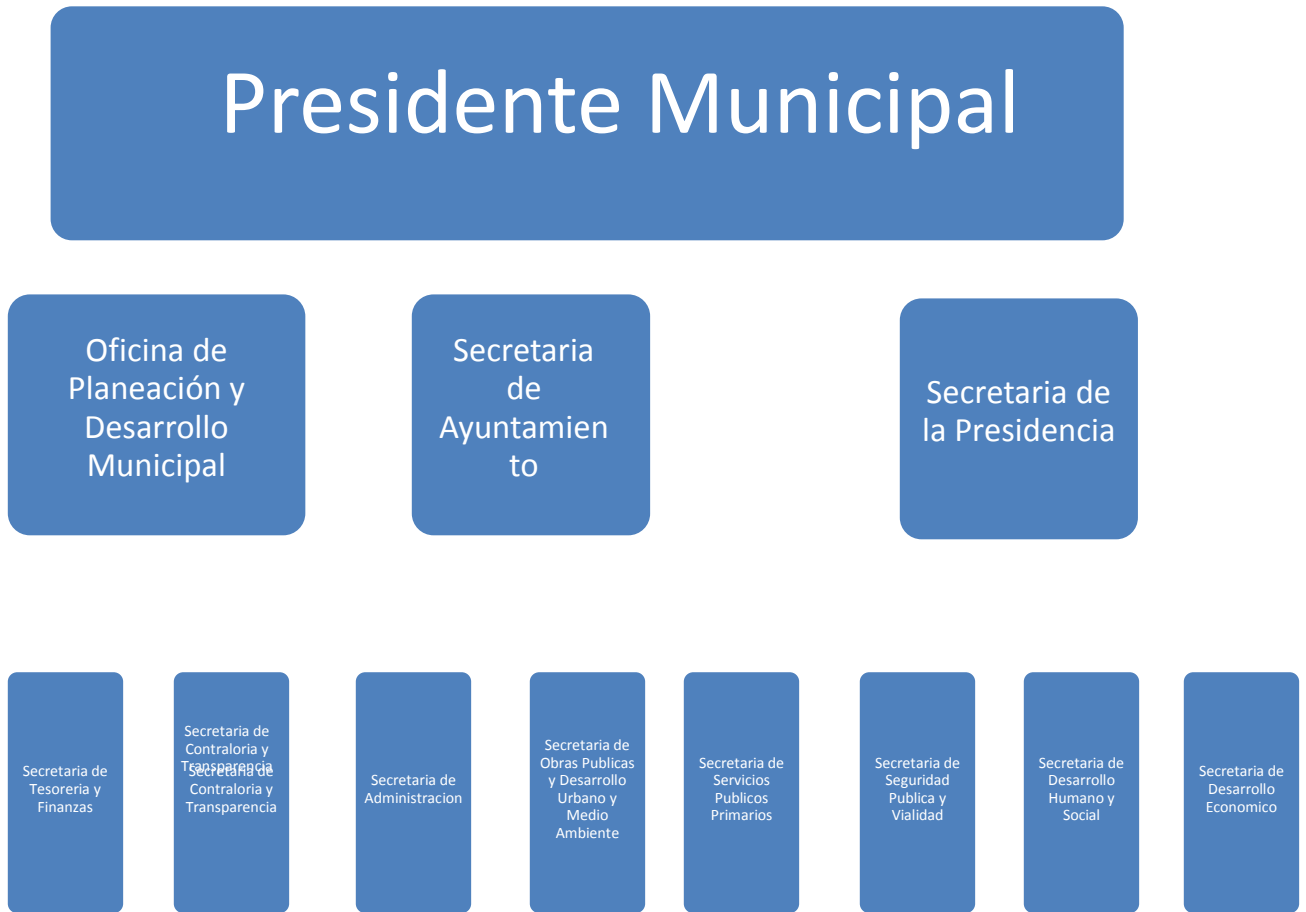 Presidente Municipal
Oficina de
Planeación y
Desarrollo
Municipal
Secretaria
de
Ayuntamien
to
Secretaria de
la Presidencia
Secretaria de
Tesoreria y
Finanzas
Secretaria de
Contraloria y
Transparencia
Secretaria de
Contraloria y
Transparencia
Secretaria de
Administracion
Secretaria de
Obras Publicas
y Desarrollo
Urbano y
Medio
Ambiente
Secretaria de
Servicios
Publicos
Primarios
Secretaria de
Seguridad
Publica y
Vialidad
Secretaria de
Desarrollo
Humano y
Social
Secretaria de
Desarrollo
Economico